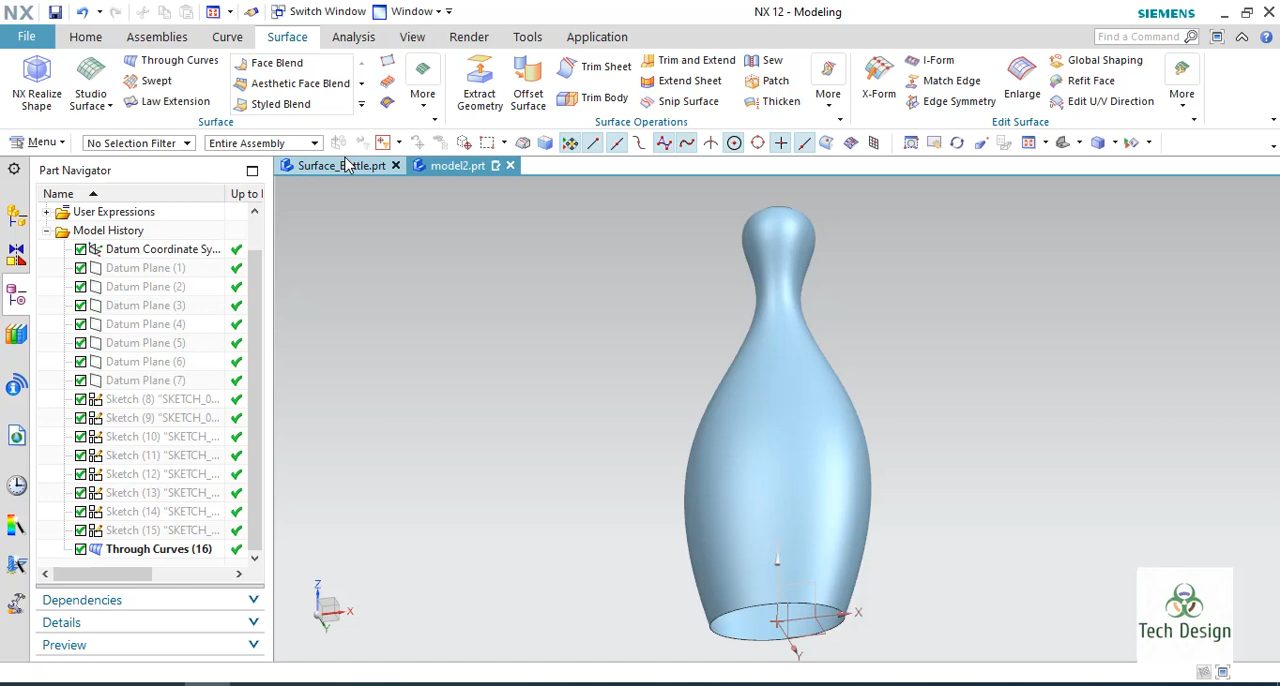 NX
Switch Window
Window
NX 12 - Modeling
SIEMENS
File
Home
Assemblies
Curve
Surface
Analysis
View
Render
Tools
Application
Find a Command
NX Realize Shape
Studio Surface
Through Curves
Swept
Law Extension
Face Blend
Aesthetic Face Blend
Styled Blend
More
Surface
Extract Geometry
Offset Surface
Trim Sheet
Trim Body
Trim and Extend
Extend Sheet
Snip Surface
Sew
Patch
Thicken
More
Surface Operations
X-Form
I-Form
Match Edge
Edge Symmetry
Enlarge
Global Shaping
Refit Face
Edit U/V Direction
More
Edit Surface
Menu
No Selection Filter
Entire Assembly
Part Navigator
model2.prt
Name
Up to
User Expressions
Model History
Datum Coordinate Sy...
Datum Plane (1)
Datum Plane (2)
Datum Plane (3)
Datum Plane (4)
Datum Plane (5)
Datum Plane (6)
Datum Plane (7)
Sketch (8) "SKETCH_0...
Sketch (9) "SKETCH_0...
Sketch (10) "SKETCH_...
Sketch (11) "SKETCH_...
Sketch (12) "SKETCH_...
Sketch (13) "SKETCH_...
Sketch (14) "SKETCH_...
Sketch (15) "SKETCH_...
Through Curves (16)
Dependencies
Details
Preview
Z
X
Y
X
Y
Tech Design